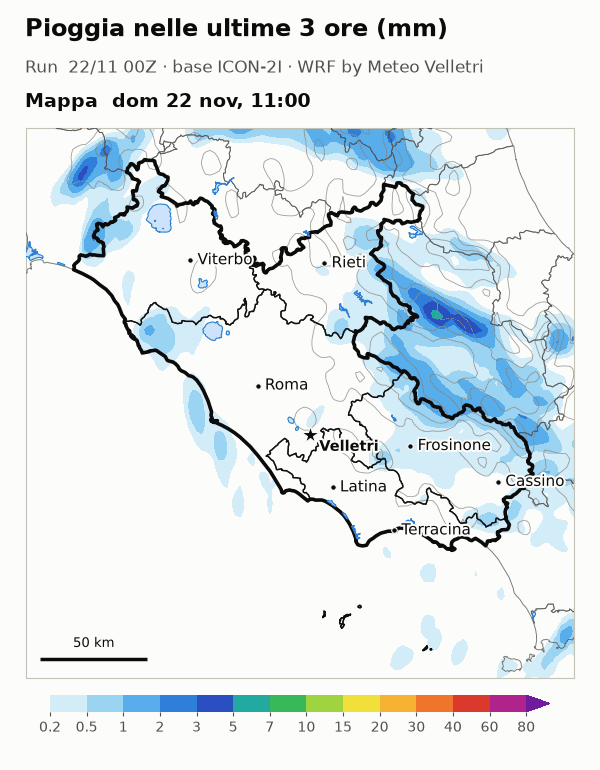 Pioggia nelle ultime 3 ore (mm)
Run  22/11 00Z · base ICON-2I · WRF by Meteo Velletri
Mappa  dom 22 nov, 11:00
Viterbo
Rieti
Roma
Velletri
Frosinone
Cassino
Latina
Terracina
50 km
0.2 0.5 1 2 3 5 7 10 15 20 30 40 60 80